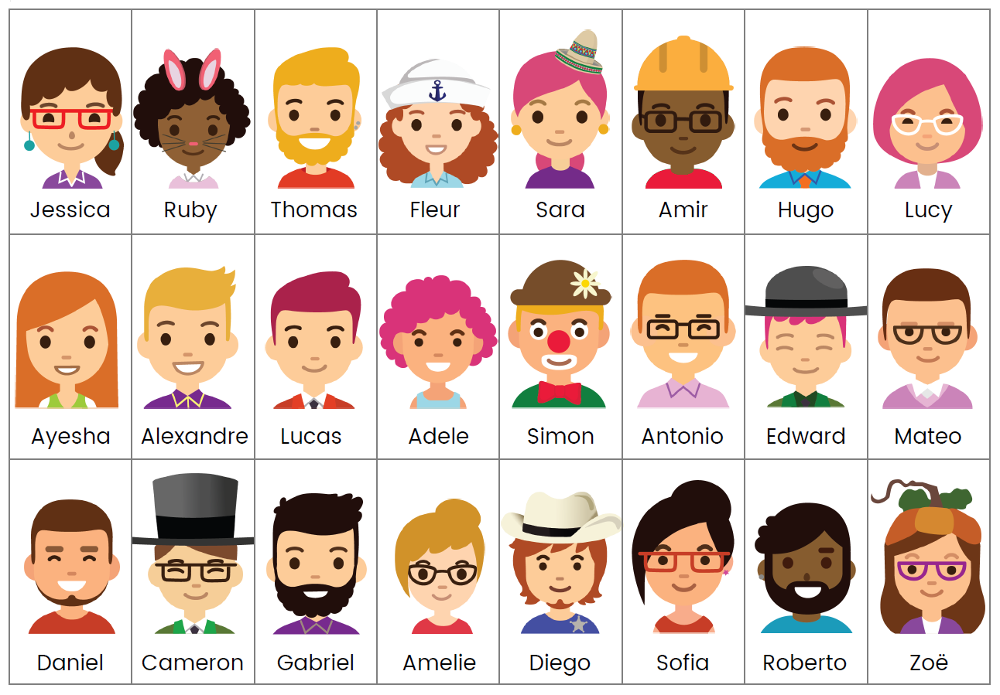 Jessica Ruby Thomas Fleur Sara Amir Hugo Lucy
Ayesha Alexandre Lucas Adele Simon Antonio Edward Mateo
Daniel Cameron Gabriel Amelie Diego Sofia Roberto Zoë